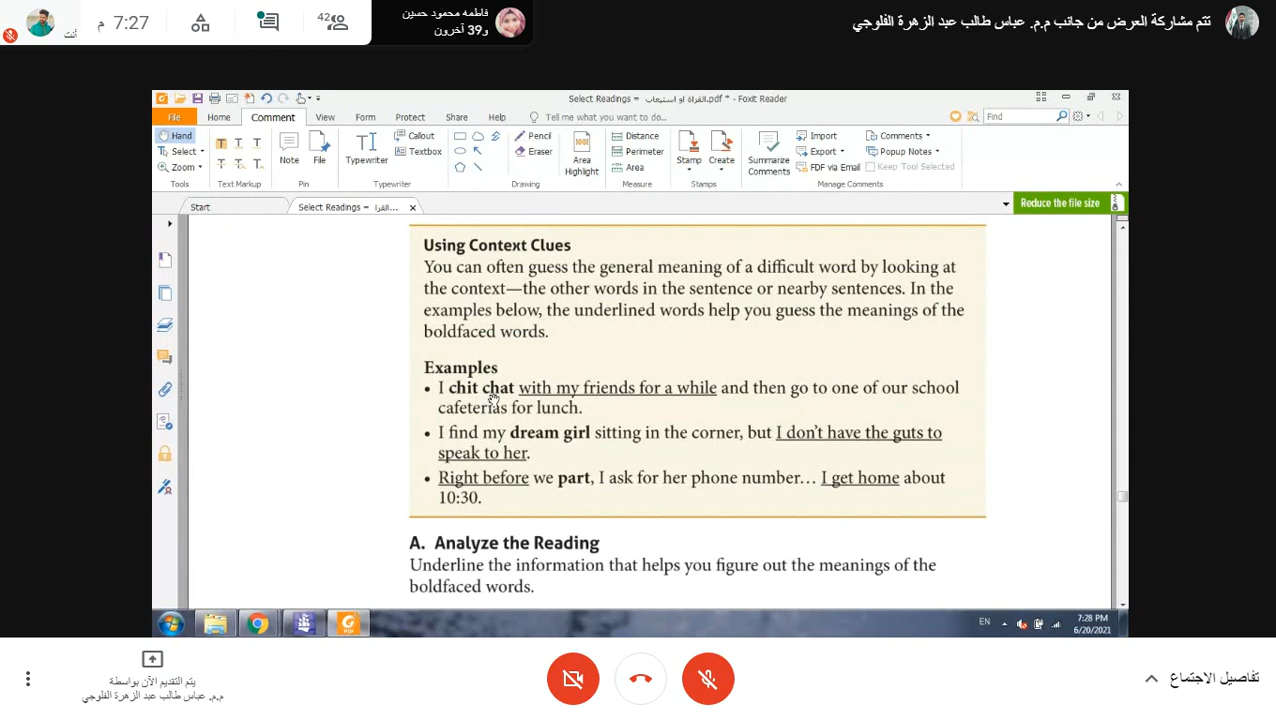 7:27 م
أنت
42
فاطمه محمود حسين
و39 آخرون
تتم مشاركة العرض من جانب م.م. عباس طالب عبد الزهرة الفلوجي
Select Readings = القراة او استيعاب.pdf * - Foxit Reader
File Home Comment View Form Protect Share Help Tell me what you want to do... Find
Hand
Select
Zoom
Tools
T T T
T T T
Text Markup
Note File
Pin
Typewriter
Callout
Textbox
Typewriter
Pencil
Eraser
Area Highlight
Drawing
Distance
Perimeter
Area
Measure
Stamp Create
Stamps
Summarize Comments
Import
Export
FDF via Email
Comments
Popup Notes
Keep Tool Selected
Manage Comments
Start
Select Readings = القرا...
Reduce the file size
Using Context Clues
You can often guess the general meaning of a difficult word by looking at
the context—the other words in the sentence or nearby sentences. In the
examples below, the underlined words help you guess the meanings of the
boldfaced words.
Examples
• I chit chat with my friends for a while and then go to one of our school
cafeterias for lunch.
• I find my dream girl sitting in the corner, but I don't have the guts to
speak to her.
• Right before we part, I ask for her phone number… I get home about
10:30.
A. Analyze the Reading
Underline the information that helps you figure out the meanings of the
boldfaced words.
PDF
EN
7:28 PM
6/20/2021
يتم التقديم الآن بواسطة
م.م. عباس طالب عبد الزهرة الفلوجي
تفاصيل الاجتماع